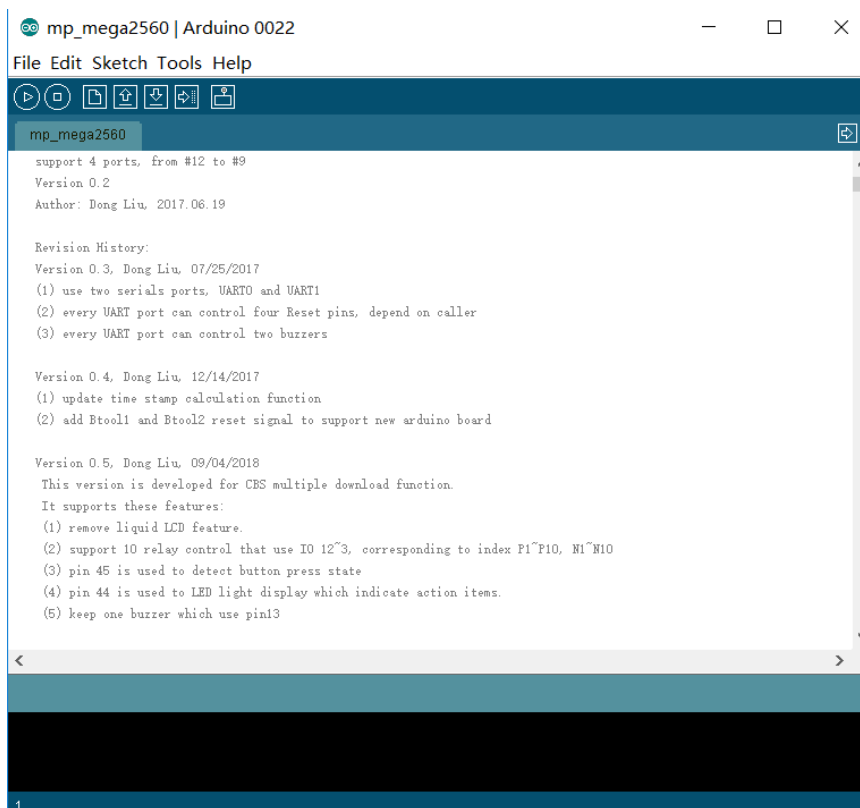 mp_mega2560 | Arduino 0022
File Edit Sketch Tools Help
mp_mega2560
support 4 ports, from #12 to #9
Version 0.2
Author: Dong Liu, 2017.06.19
Revision History:
Version 0.3, Dong Liu, 07/25/2017
(1) use two serials ports, UART0 and UART1
(2) every UART port can control four Reset pins, depend on caller
(3) every UART port can control two buzzers
Version 0.4, Dong Liu, 12/14/2017
(1) update time stamp calculation function
(2) add Btool1 and Btool2 reset signal to support new arduino board
Version 0.5, Dong Liu, 09/04/2018
This version is developed for CBS multiple download function.
It supports these features:
(1) remove liquid LCD feature.
(2) support 10 relay control that use IO 12~3, corresponding to index P1~P10, N1~N10
(3) pin 45 is used to detect button press state
(4) pin 44 is used to LED light display which indicate action items.
(5) keep one buzzer which use pin13
1